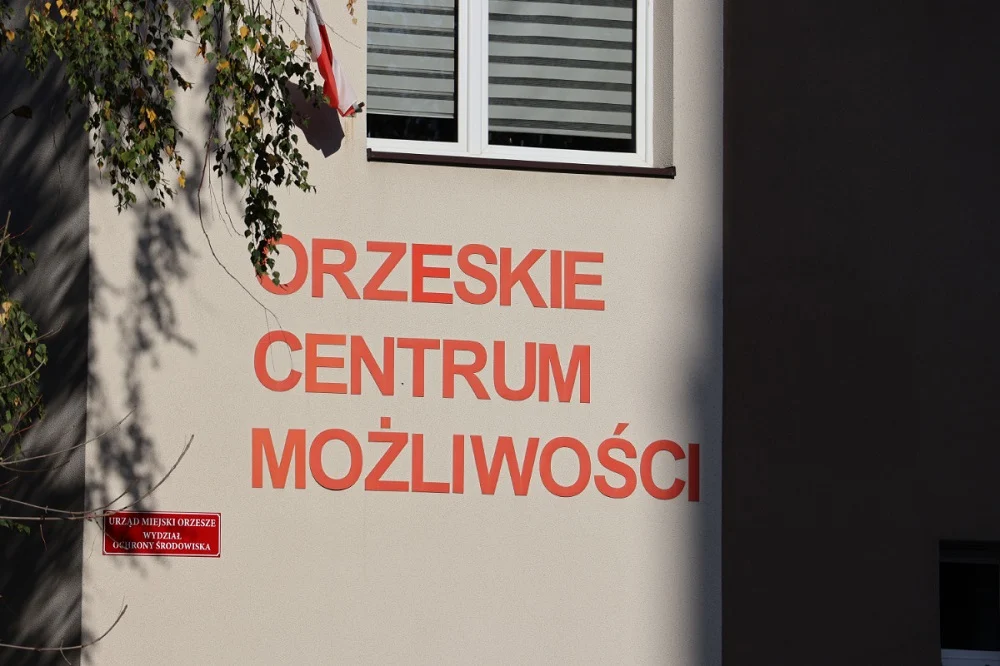 ORZESKIE
CENTRUM
MOŻLIWOŚCI
URZĄD MIEJSKI ORZESZE
WYDZIAŁ
OCHRONY ŚRODOWISKA